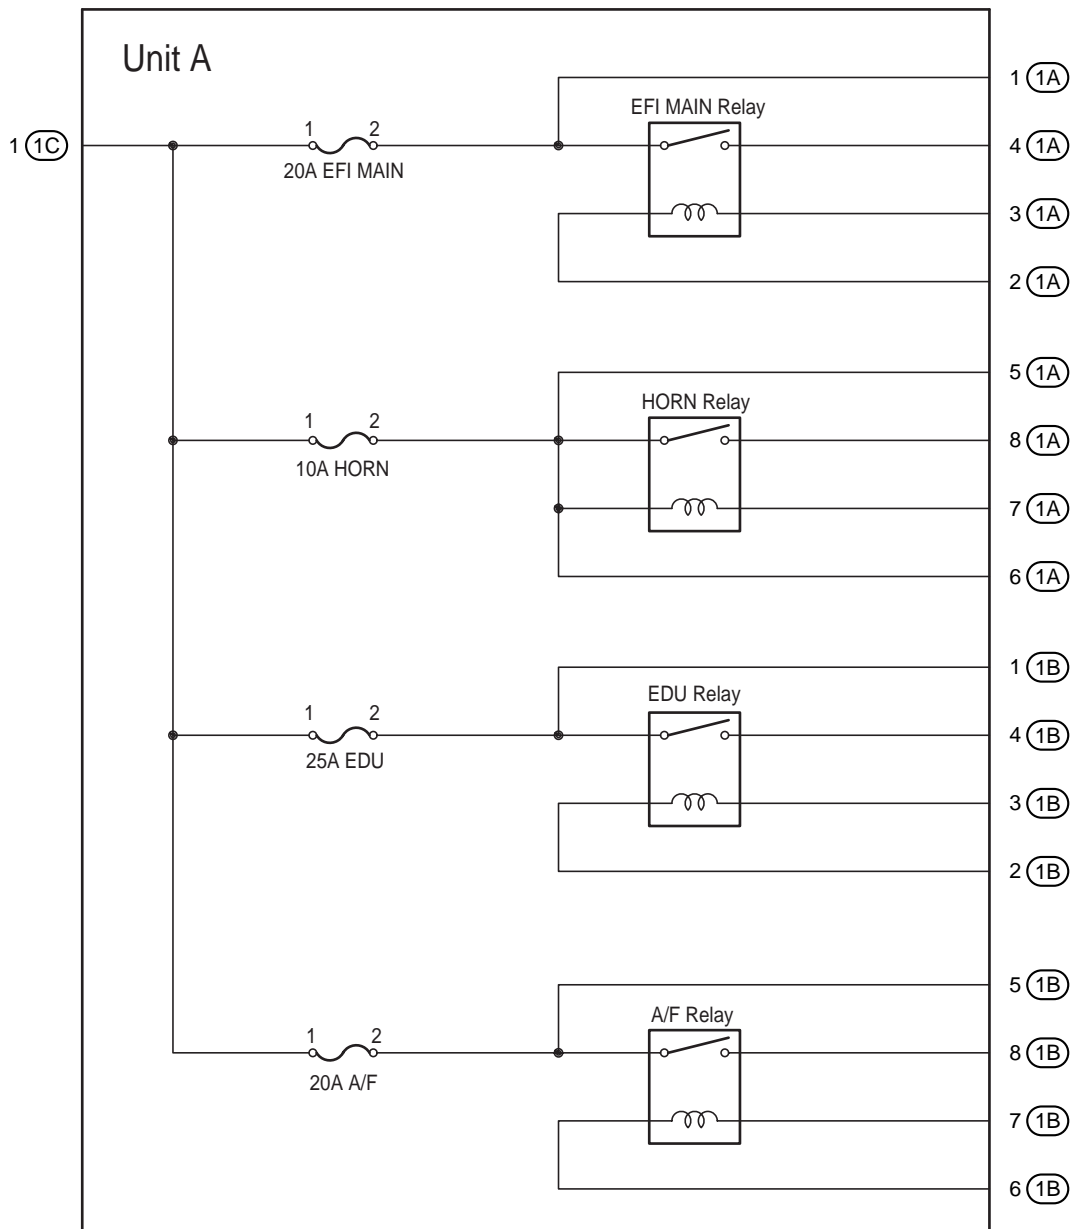 Unit A
1 1A
EFI MAIN Relay
1 1C
1 2
4 1A
20A EFI MAIN
3 1A
2 1A
5 1A
HORN Relay
1 2
8 1A
10A HORN
7 1A
6 1A
1 1B
EDU Relay
1 2
4 1B
25A EDU
3 1B
2 1B
5 1B
A/F Relay
1 2
8 1B
20A A/F
7 1B
6 1B